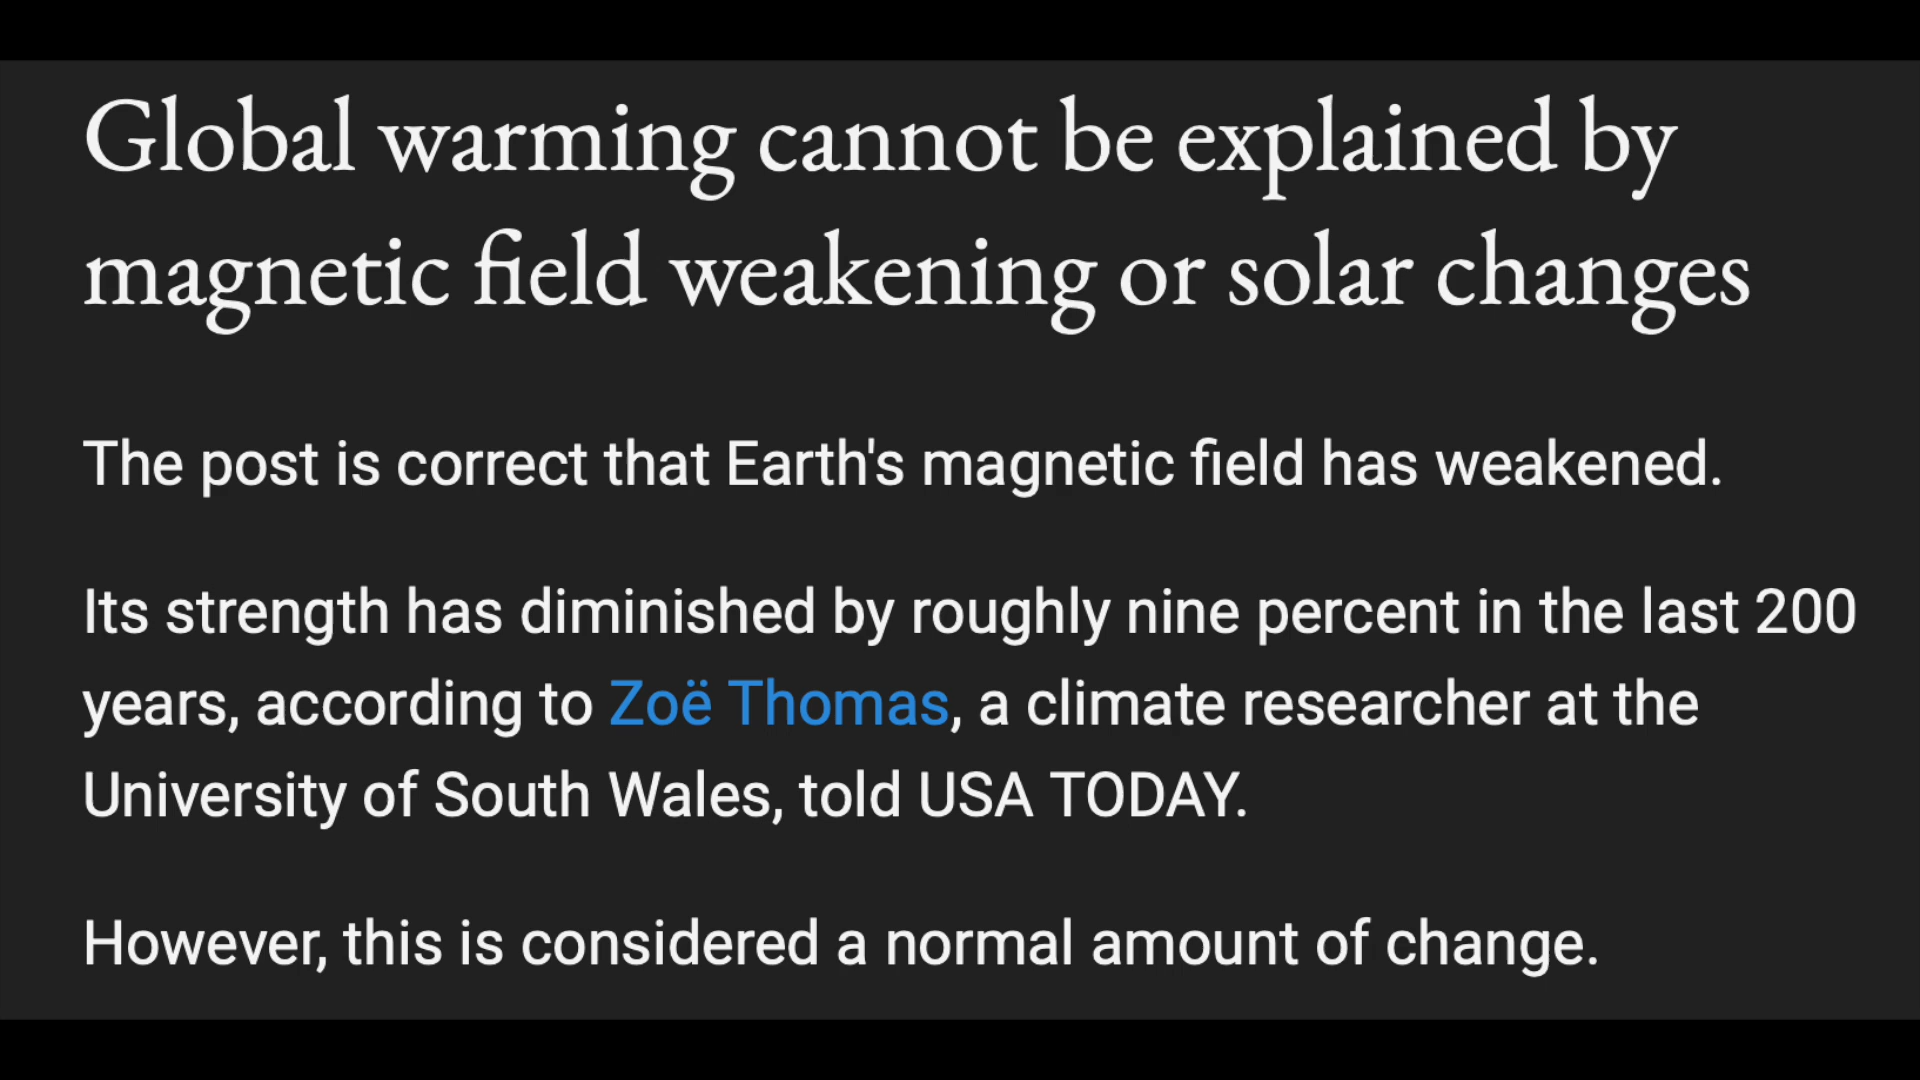 Global warming cannot be explained by
magnetic field weakening or solar changes
The post is correct that Earth's magnetic field has weakened.
Its strength has diminished by roughly nine percent in the last 200
years, according to Zoë Thomas, a climate researcher at the
University of South Wales, told USA TODAY.
However, this is considered a normal amount of change.